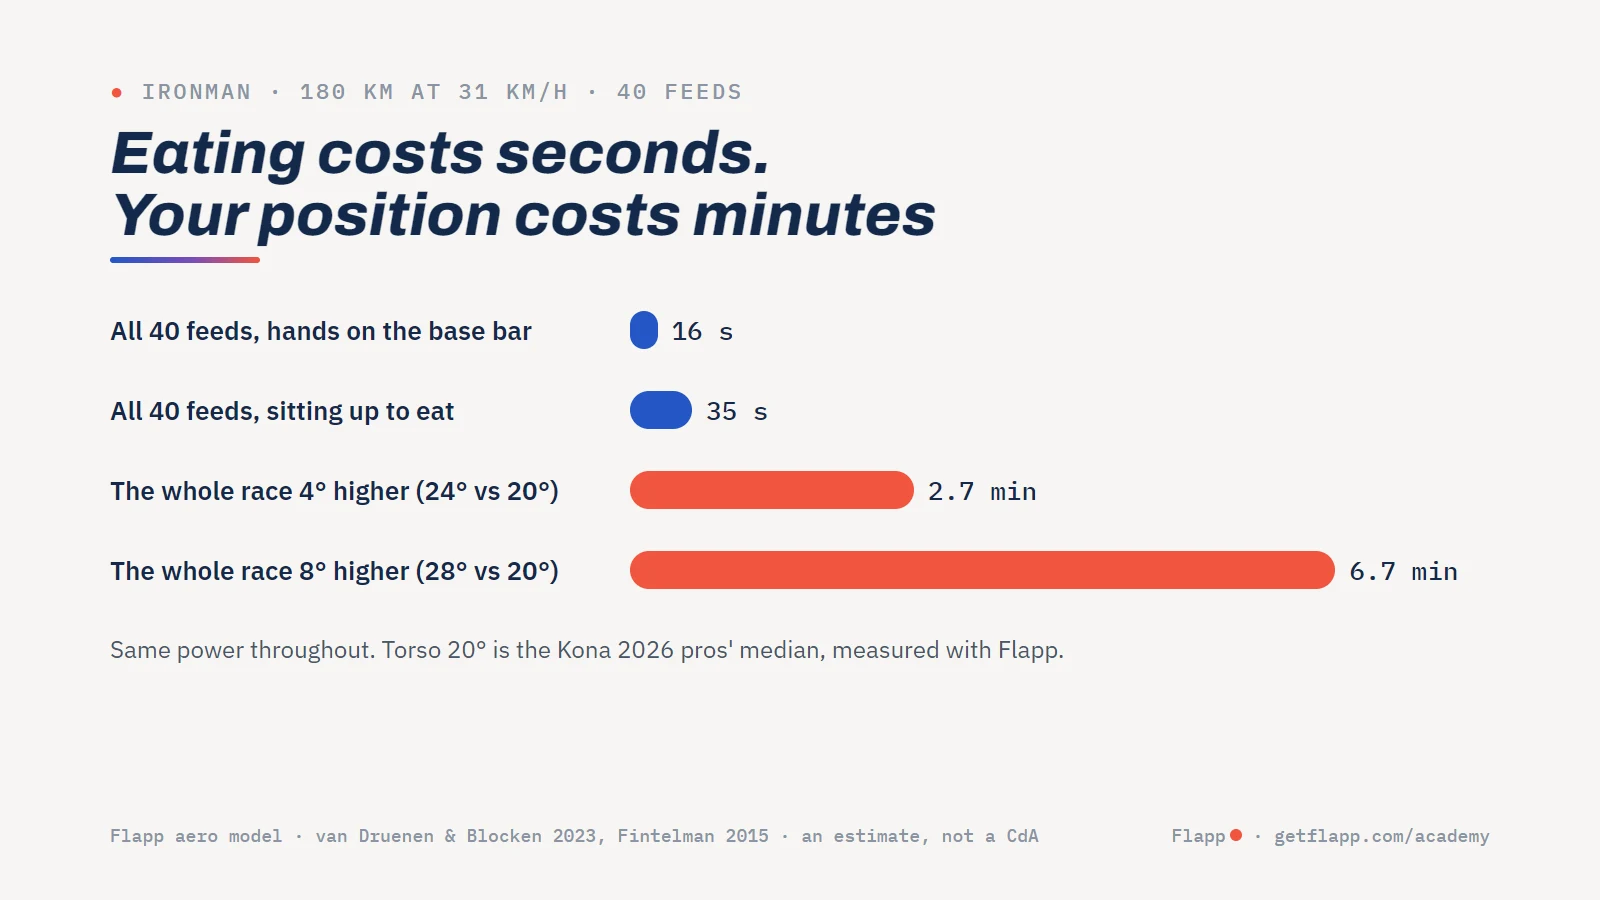 IRONMAN · 180 KM AT 31 KM/H · 40 FEEDS
Eating costs seconds.
Your position costs minutes
All 40 feeds, hands on the base bar 16 s
All 40 feeds, sitting up to eat 35 s
The whole race 4° higher (24° vs 20°) 2.7 min
The whole race 8° higher (28° vs 20°) 6.7 min
Same power throughout. Torso 20° is the Kona 2026 pros' median, measured with Flapp.
Flapp aero model · van Druenen & Blocken 2023, Fintelman 2015 · an estimate, not a CdA
Flapp · getflapp.com/academy